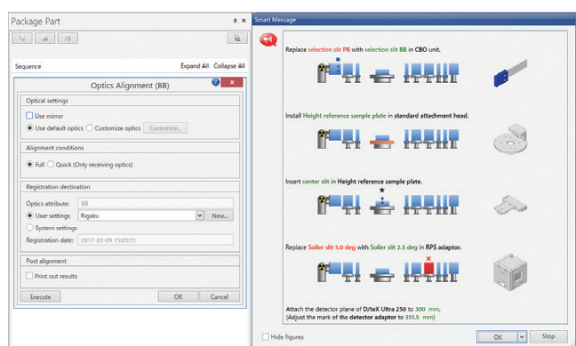 Package Part
Sequence
Expand All Collapse All
Optics Alignment (BB)
Optical settings
Use mirror
Use default optics
Customize optics
Customize...
Alignment conditions
Full
Quick (Only receiving optics)
Registration destination
Optics attribute:
BB
User settings
Rigaku
New...
System settings
Registration date:
2017-03-09 15:03:31
Post alignment
Print out results
Execute
OK
Cancel
Smart Message
Replace selection slit PB with selection slit BB in CBO unit.
Install Height reference sample plate in standard attachment head.
Insert center slit in Height reference sample plate.
Replace Soller slit 5.0 deg with Soller slit 2.5 deg in RPS adaptor.
X
Attach the detector plane of D/teX Ultra 250 to 300 mm,
(Adjust the mark of the detector adaptor to 351.5 mm)
Hide figures
OK
Stop